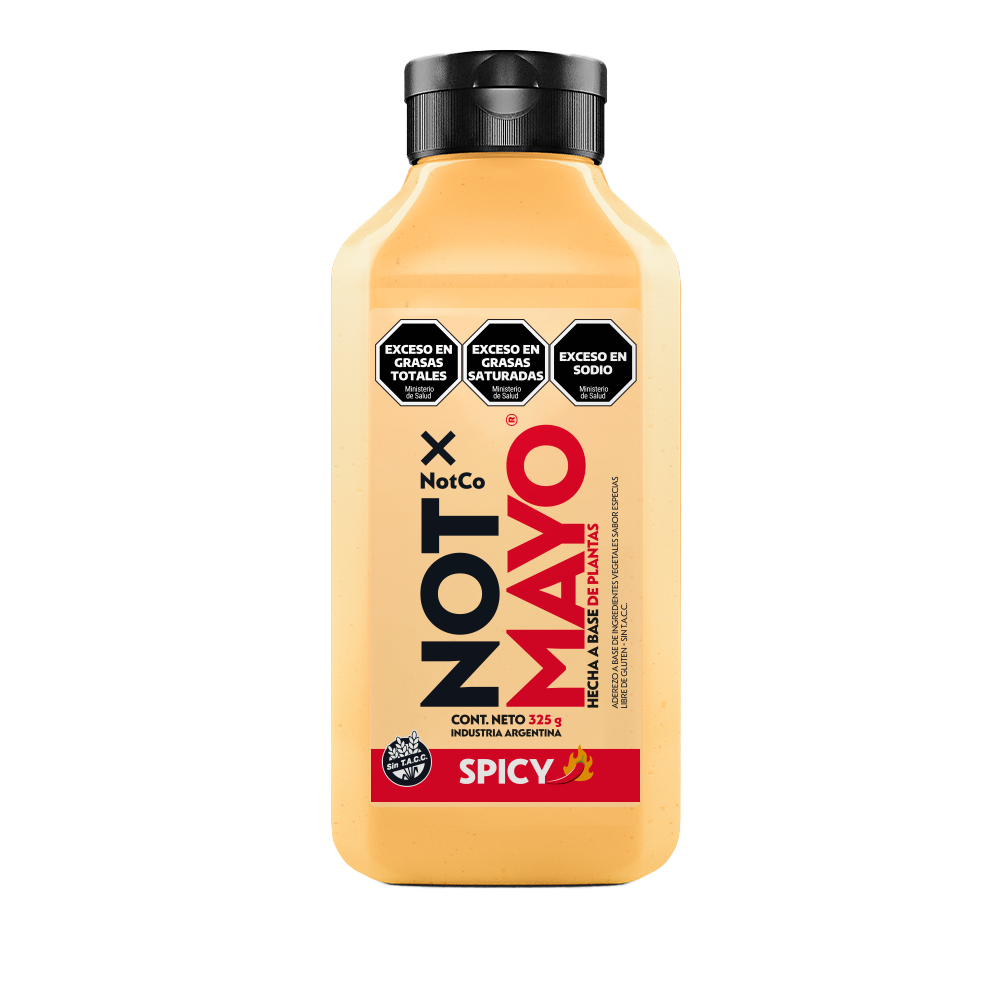 EXCESO EN
GRASAS
TOTALES
Ministerio
de Salud
EXCESO EN
GRASAS
SATURADAS
Ministerio
de Salud
EXCESO EN
SODIO
Ministerio
de Salud
NotCo
NOT
MAYO®
HECHA A BASE DE PLANTAS
ADEREZO A BASE DE INGREDIENTES VEGETALES SABOR ESPECIAS
LIBRE DE GLUTEN - SIN T.A.C.C.
CONT. NETO 325 g
INDUSTRIA ARGENTINA
Sin T.A.C.C.
SPICY